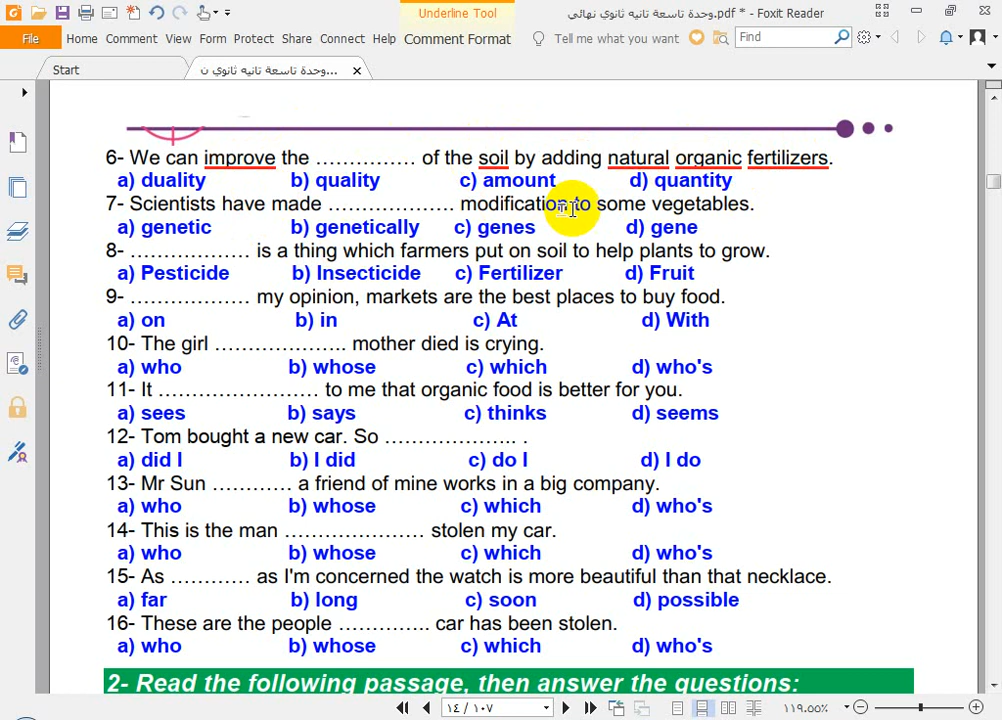 Underline Tool
وحدة تاسعة تانيه ثانوي نهائي.pdf * - Foxit Reader
File Home Comment View Form Protect Share Connect Help Comment Format Tell me what you want Find
Start وحدة تاسعة تانيه ثانوي ن...
6- We can improve the …………… of the soil by adding natural organic fertilizers.
a) duality b) quality c) amount d) quantity
7- Scientists have made ………………. modification to some vegetables.
a) genetic b) genetically c) genes d) gene
8- ……………… is a thing which farmers put on soil to help plants to grow.
a) Pesticide b) Insecticide c) Fertilizer d) Fruit
9- ……………… my opinion, markets are the best places to buy food.
a) on b) in c) At d) With
10- The girl ……………….. mother died is crying.
a) who b) whose c) which d) who's
11- It ……………………. to me that organic food is better for you.
a) sees b) says c) thinks d) seems
12- Tom bought a new car. So ……………….. .
a) did I b) I did c) do I d) I do
13- Mr Sun ………… a friend of mine works in a big company.
a) who b) whose c) which d) who's
14- This is the man ………………… stolen my car.
a) who b) whose c) which d) who's
15- As ………… as I'm concerned the watch is more beautiful than that necklace.
a) far b) long c) soon d) possible
16- These are the people ………….. car has been stolen.
a) who b) whose c) which d) who's
2- Read the following passage, then answer the questions:
١٤ / ١٠٧ ١١٩.٥٥%